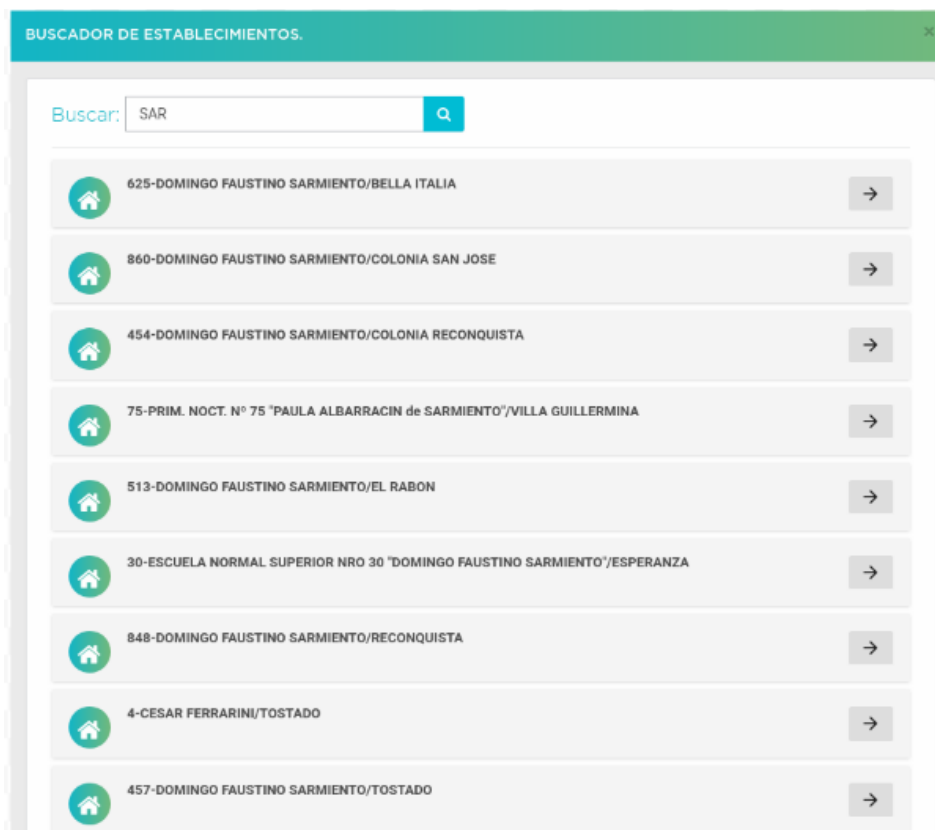 BUSCADOR DE ESTABLECIMIENTOS.
Buscar: SAR
625-DOMINGO FAUSTINO SARMIENTO/BELLA ITALIA
860-DOMINGO FAUSTINO SARMIENTO/COLONIA SAN JOSE
454-DOMINGO FAUSTINO SARMIENTO/COLONIA RECONQUISTA
75-PRIM. NOCT. Nº 75 "PAULA ALBARRACIN de SARMIENTO"/VILLA GUILLERMINA
513-DOMINGO FAUSTINO SARMIENTO/EL RABON
30-ESCUELA NORMAL SUPERIOR NRO 30 "DOMINGO FAUSTINO SARMIENTO"/ESPERANZA
848-DOMINGO FAUSTINO SARMIENTO/RECONQUISTA
4-CESAR FERRARINI/TOSTADO
457-DOMINGO FAUSTINO SARMIENTO/TOSTADO